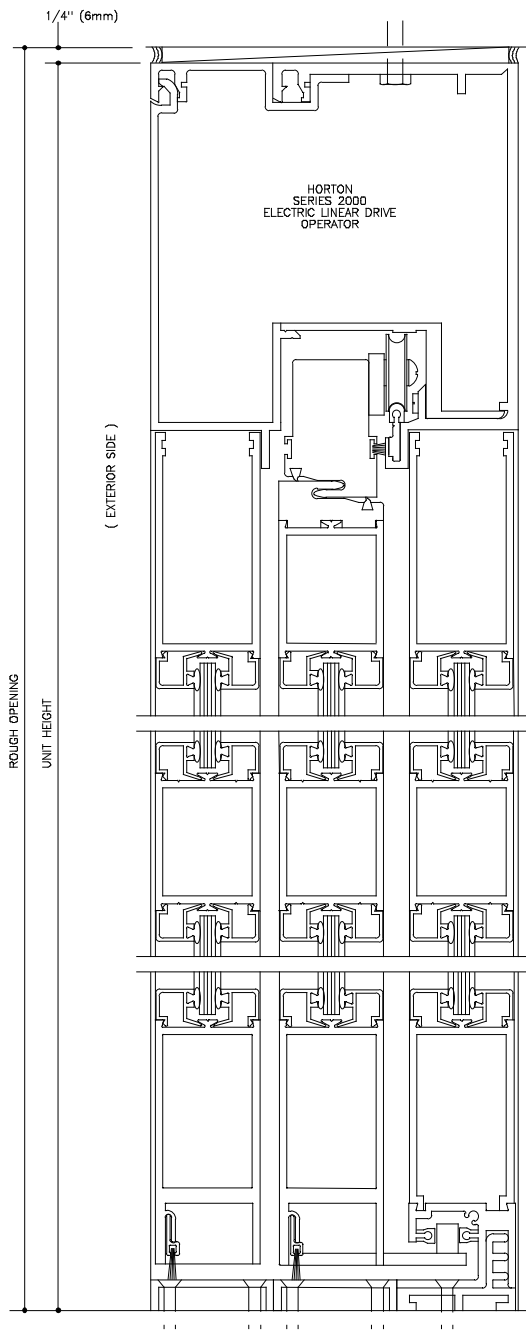 1/4" (6mm)
HORTON
SERIES 2000
ELECTRIC LINEAR DRIVE
OPERATOR
( EXTERIOR SIDE )
ROUGH OPENING
UNIT HEIGHT